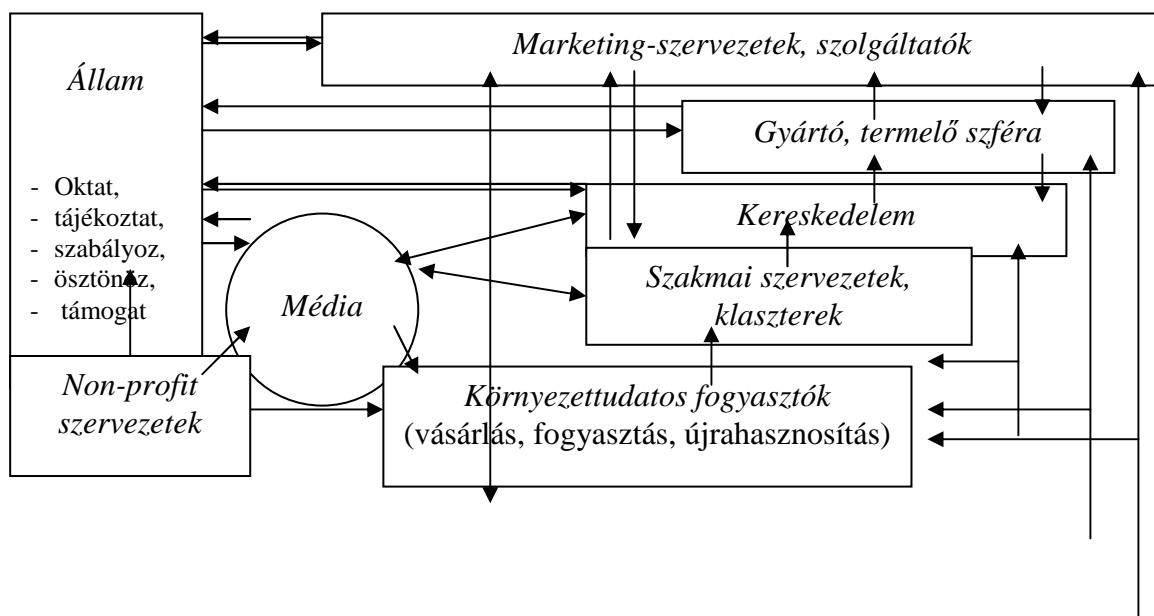 Marketing-szervezetek, szolgáltatók
Állam
Gyártó, termelő szféra
- Oktat,
- tájékoztat,
- szabályoz,
- ösztönöz,
- támogat
Kereskedelem
Szakmai szervezetek,
klaszterek
Média
Non-profit
szervezetek
Környezettudatos fogyasztók
(vásárlás, fogyasztás, újrahasznosítás)